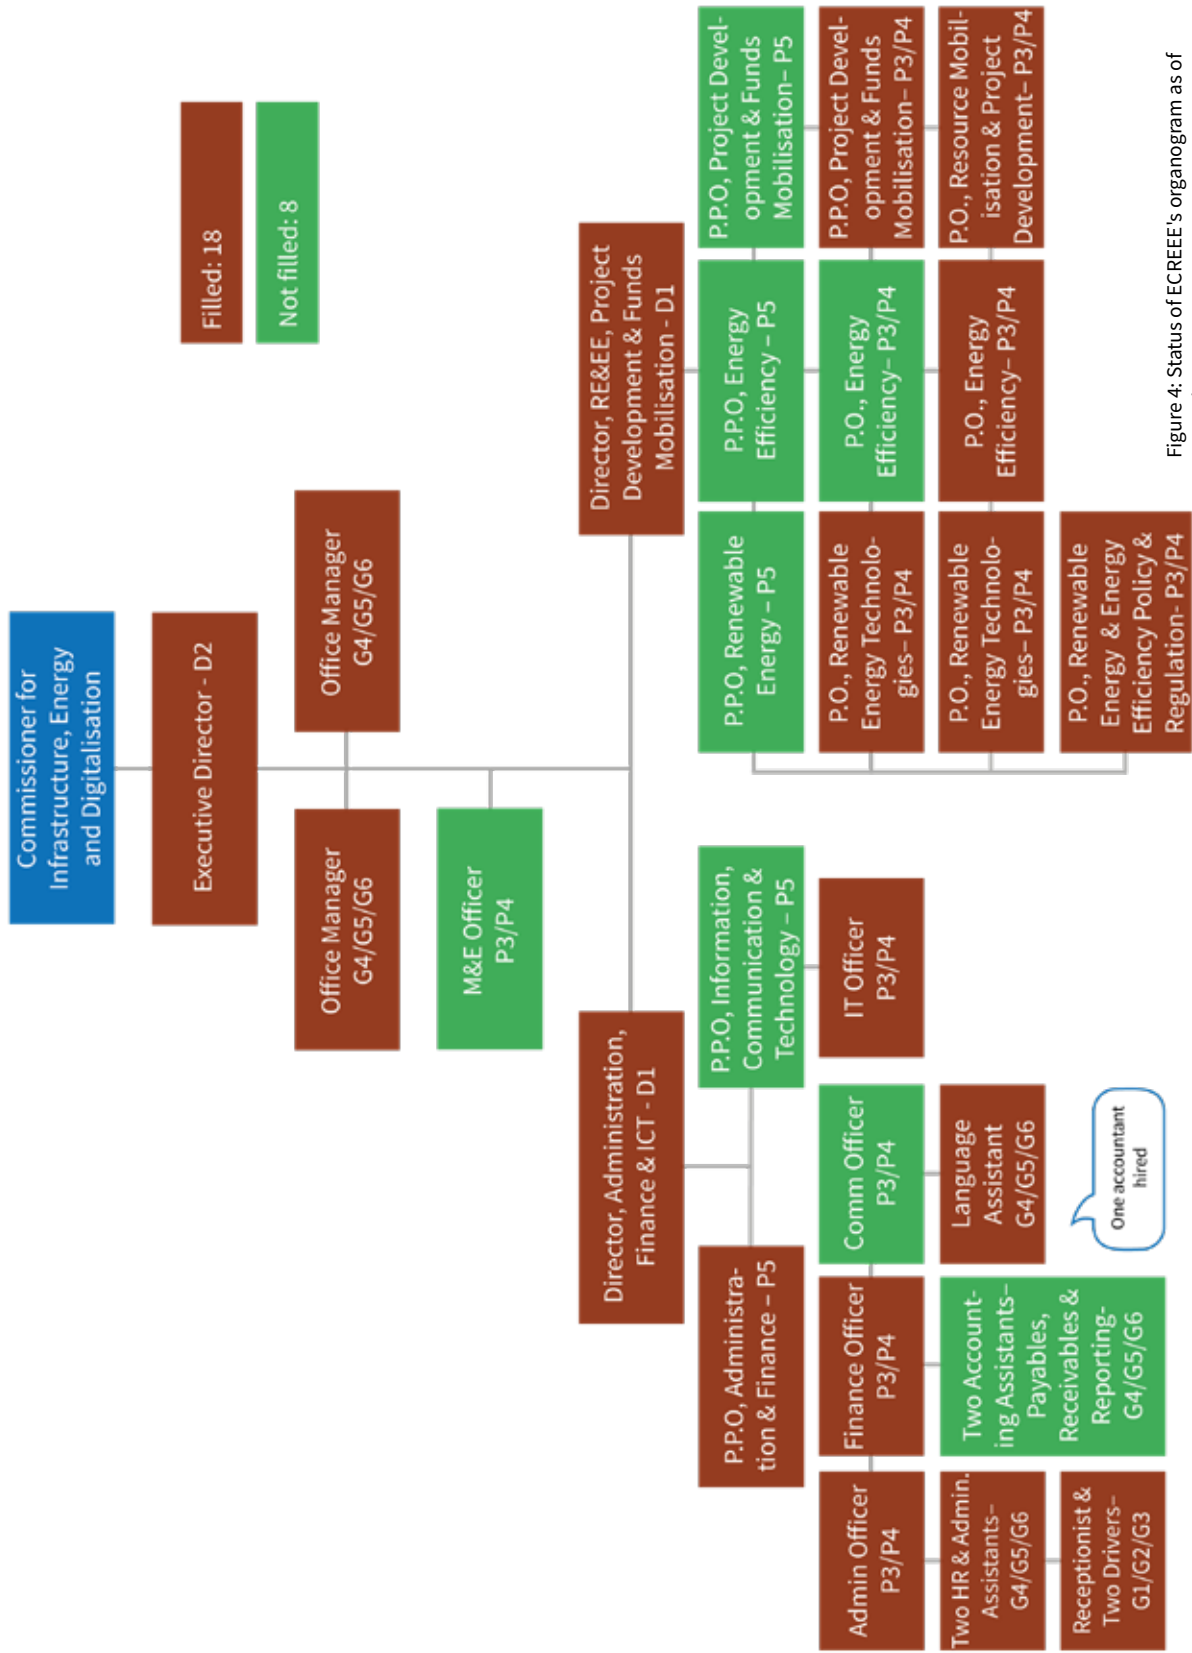 Commissioner for
Infrastructure, Energy
and Digitalisation
Executive Director - D2
Filled: 18
Not filled: 8
Office Manager
G4/G5/G6
Office Manager
G4/G5/G6
M&E Officer
P3/P4
Director, Administration,
Finance & ICT - D1
Director, RE&EE, Project
Development & Funds
Mobilisation - D1
P.P.O, Administra-
tion & Finance – P5
P.P.O, Information,
Communication &
Technology – P5
P.P.O, Renewable
Energy – P5
P.P.O, Energy
Efficiency – P5
P.P.O, Project Devel-
opment & Funds
Mobilisation– P5
Admin Officer
P3/P4
Finance Officer
P3/P4
Comm Officer
P3/P4
IT Officer
P3/P4
P.O., Renewable
Energy Technolo-
gies– P3/P4
P.O., Energy
Efficiency– P3/P4
P.P.O, Project Devel-
opment & Funds
Mobilisation– P3/P4
Two HR & Admin.
Assistants–
G4/G5/G6
Two Account-
ing Assistants–
Payables,
Receivables &
Reporting-
G4/G5/G6
Language
Assistant
G4/G5/G6
P.O., Renewable
Energy Technolo-
gies– P3/P4
P.O., Energy
Efficiency– P3/P4
P.O., Resource Mobil-
isation & Project
Development– P3/P4
Receptionist &
Two Drivers–
G1/G2/G3
One accountant
hired
P.O., Renewable
Energy & Energy
Efficiency Policy &
Regulation- P3/P4
Figure 4: Status of ECREEE's organogram as of